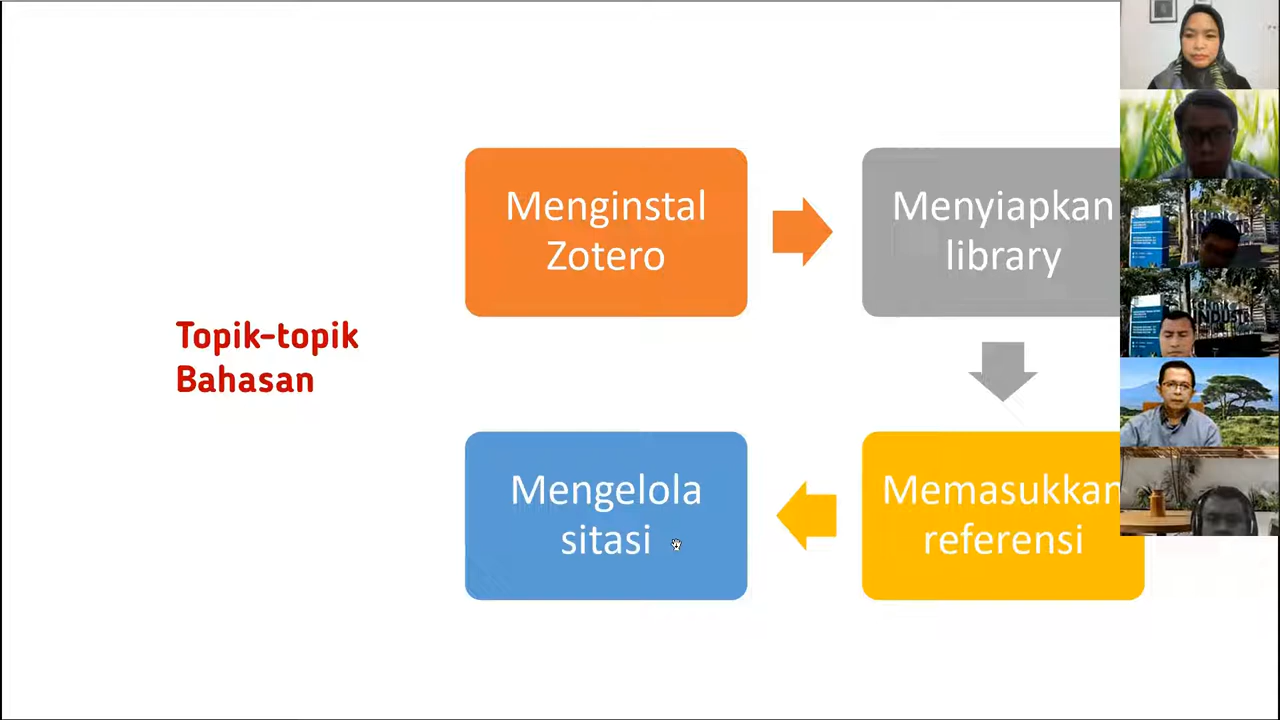 Topik-topik
Bahasan
Menginstal
Zotero
Menyiapkan
library
Memasukkan
referensi
Mengelola
sitasi